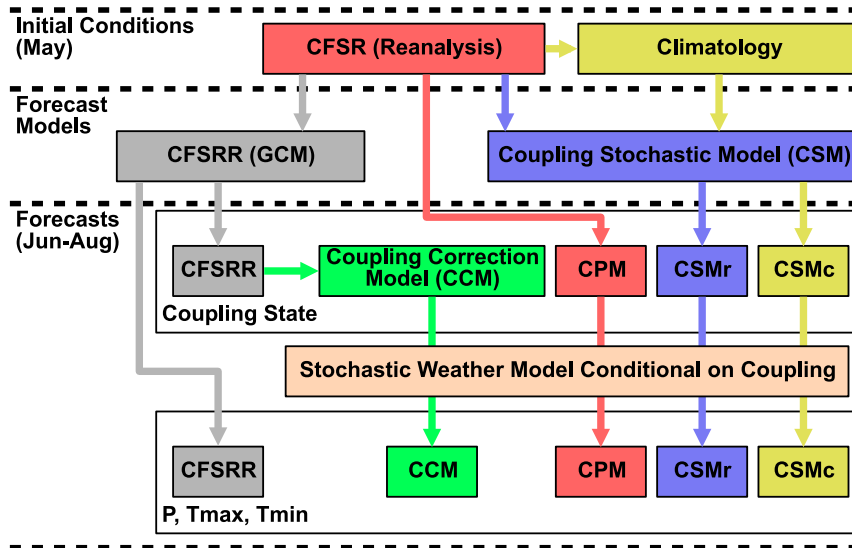 Initial Conditions
(May)
CFSR (Reanalysis)
Climatology
Forecast
Models
CFSRR (GCM)
Coupling Stochastic Model (CSM)
Forecasts
(Jun-Aug)
CFSRR
Coupling Correction
Model (CCM)
CPM
CSMr
CSMc
Coupling State
Stochastic Weather Model Conditional on Coupling
CFSRR
CCM
CPM
CSMr
CSMc
P, Tmax, Tmin